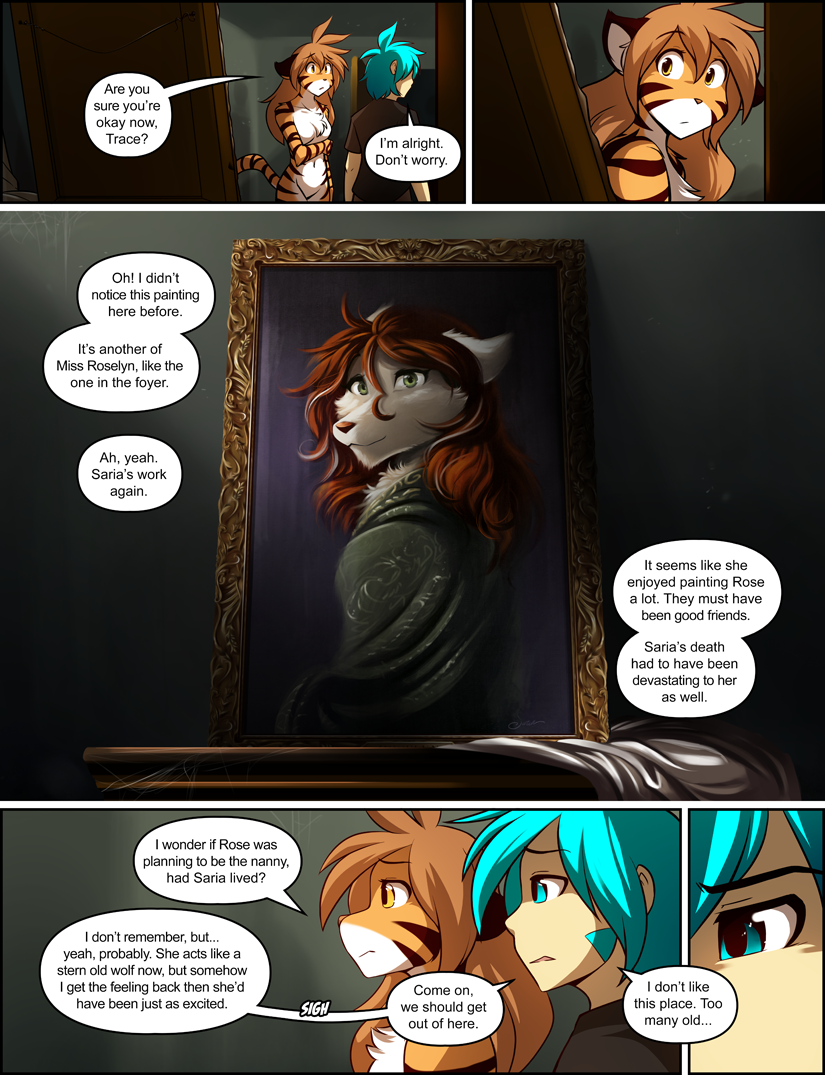 Are you
sure you're
okay now,
Trace?
I'm alright.
Don't worry.
Oh! I didn't
notice this painting
here before.
It's another of
Miss Roselyn, like the
one in the foyer.
Ah, yeah.
Saria's work
again.
It seems like she
enjoyed painting Rose
a lot. They must have
been good friends.
Saria's death
had to have been
devastating to her
as well.
I wonder if Rose was
planning to be the nanny,
had Saria lived?
I don't remember, but...
yeah, probably. She acts like a
stern old wolf now, but somehow
I get the feeling back then she'd
have been just as excited.
SIGH
Come on,
we should get
out of here.
I don't like
this place. Too
many old...